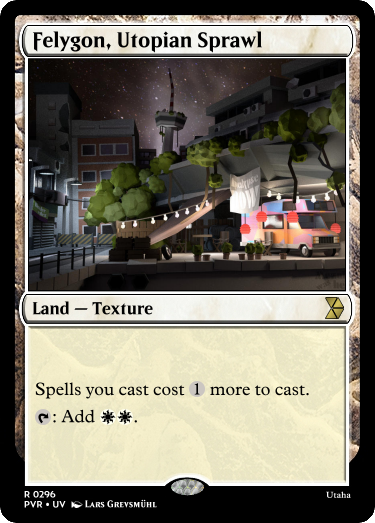 Felygon, Utopian Sprawl
Land — Texture
Spells you cast cost 1 more to cast.
: Add .
R 0296
Utaha
PVR • UV Lars Grevsmühl